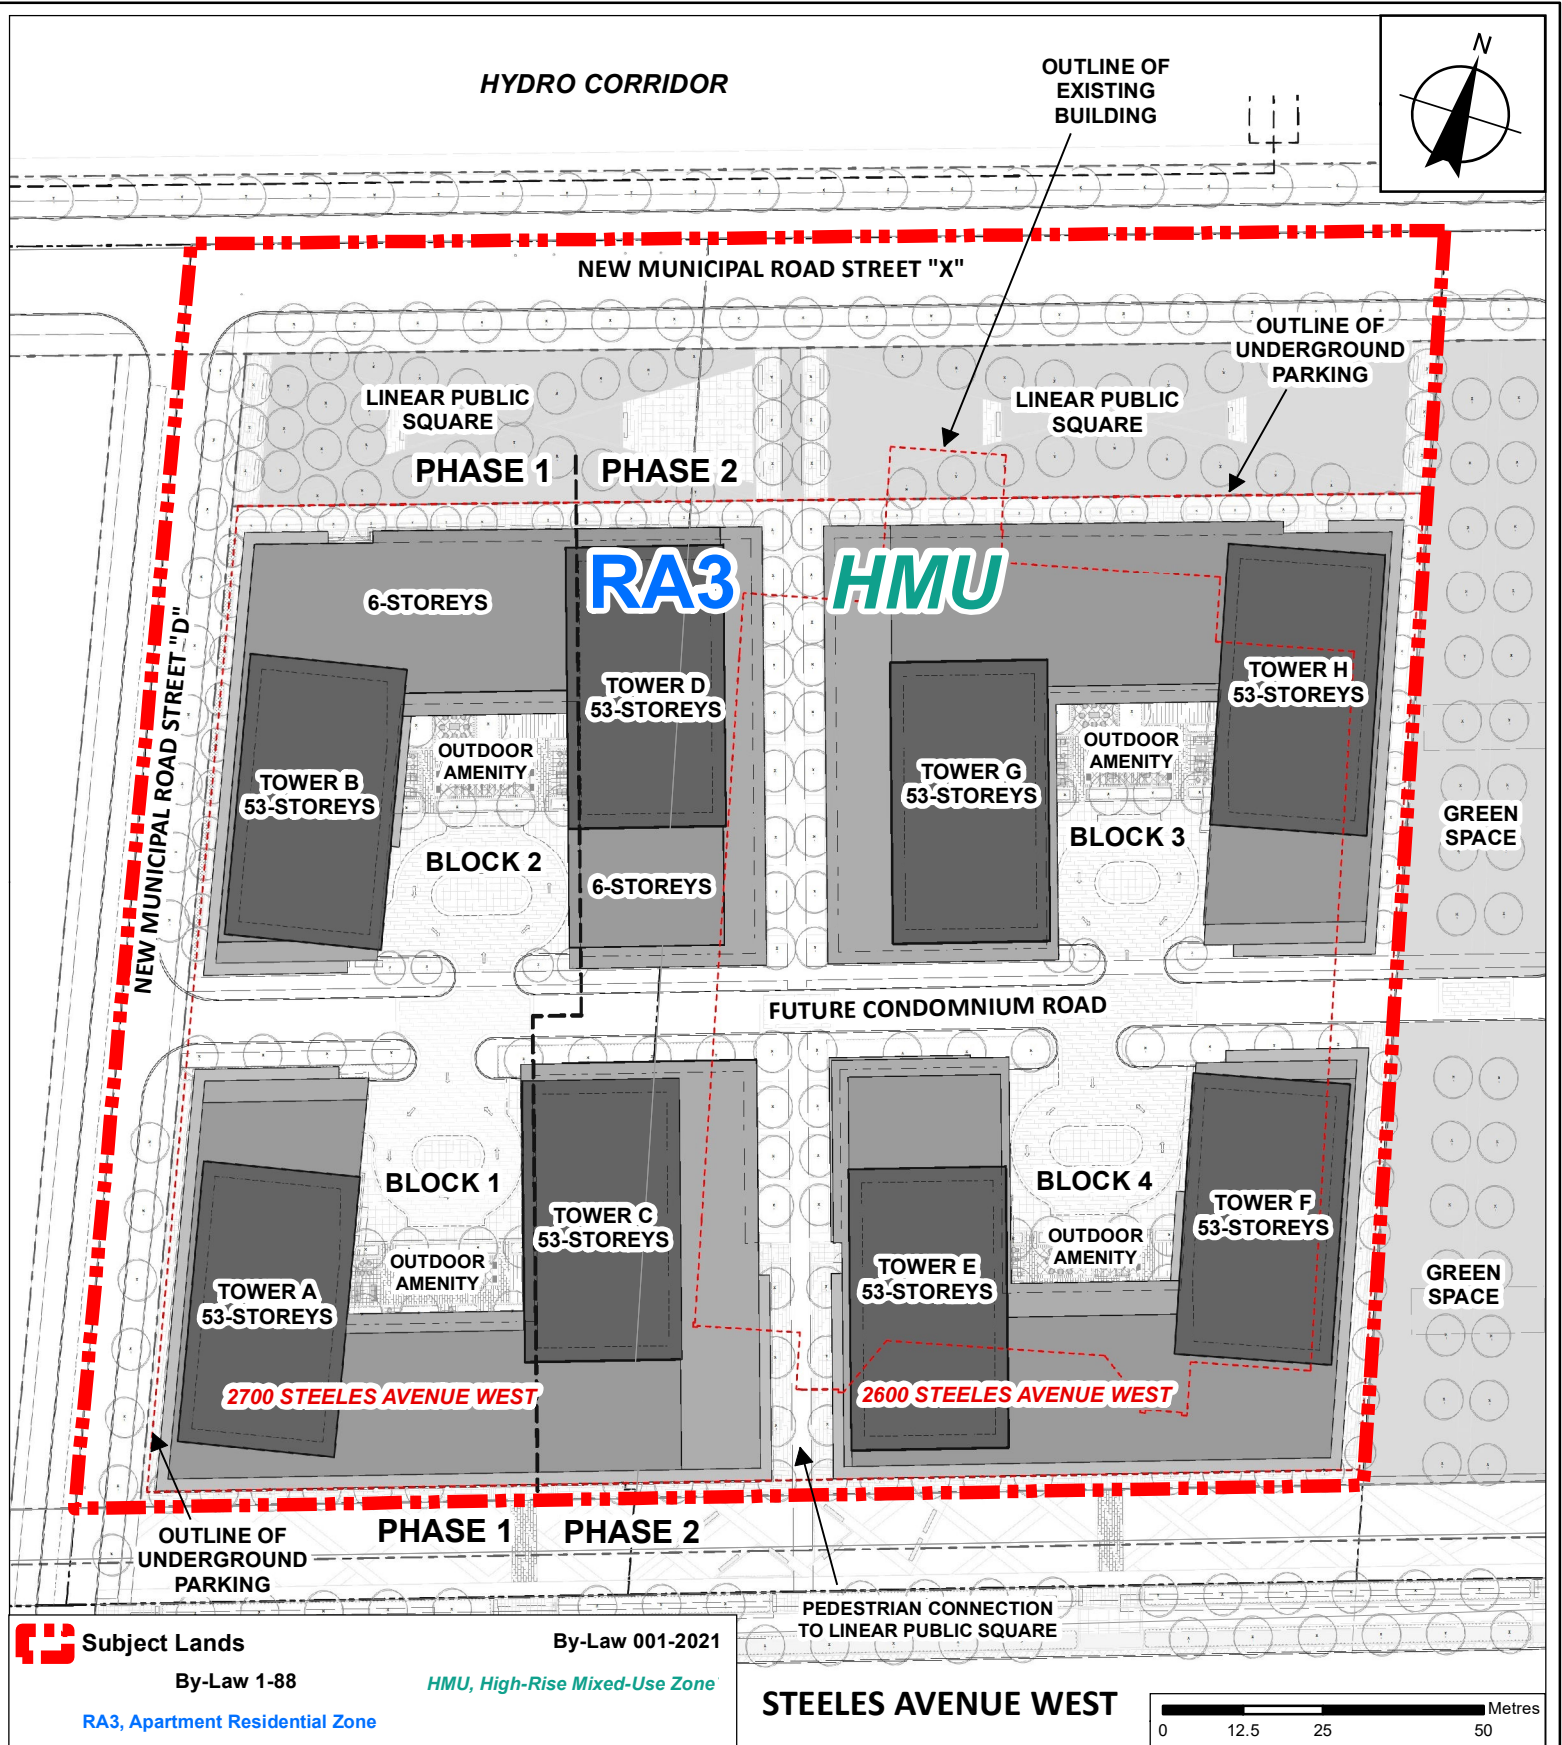 HYDRO CORRIDOR
OUTLINE OF
EXISTING
BUILDING
N
NEW MUNICIPAL ROAD STREET "X"
OUTLINE OF
UNDERGROUND
PARKING
LINEAR PUBLIC
SQUARE
LINEAR PUBLIC
SQUARE
PHASE 1
PHASE 2
RA3
HMU
6-STOREYS
NEW MUNICIPAL ROAD STREET "D"
TOWER D
53-STOREYS
TOWER H
53-STOREYS
OUTDOOR
AMENITY
OUTDOOR
AMENITY
TOWER B
53-STOREYS
TOWER G
53-STOREYS
GREEN
SPACE
BLOCK 2
BLOCK 3
6-STOREYS
FUTURE CONDOMNIUM ROAD
BLOCK 1
BLOCK 4
TOWER C
53-STOREYS
TOWER F
53-STOREYS
OUTDOOR
AMENITY
OUTDOOR
AMENITY
TOWER A
53-STOREYS
TOWER E
53-STOREYS
GREEN
SPACE
2700 STEELES AVENUE WEST
2600 STEELES AVENUE WEST
PHASE 1
PHASE 2
OUTLINE OF
UNDERGROUND
PARKING
PEDESTRIAN CONNECTION
TO LINEAR PUBLIC SQUARE
Subject Lands
By-Law 001-2021
By-Law 1-88
HMU, High-Rise Mixed-Use Zone
RA3, Apartment Residential Zone
STEELES AVENUE WEST
Metres
0 12.5 25 50